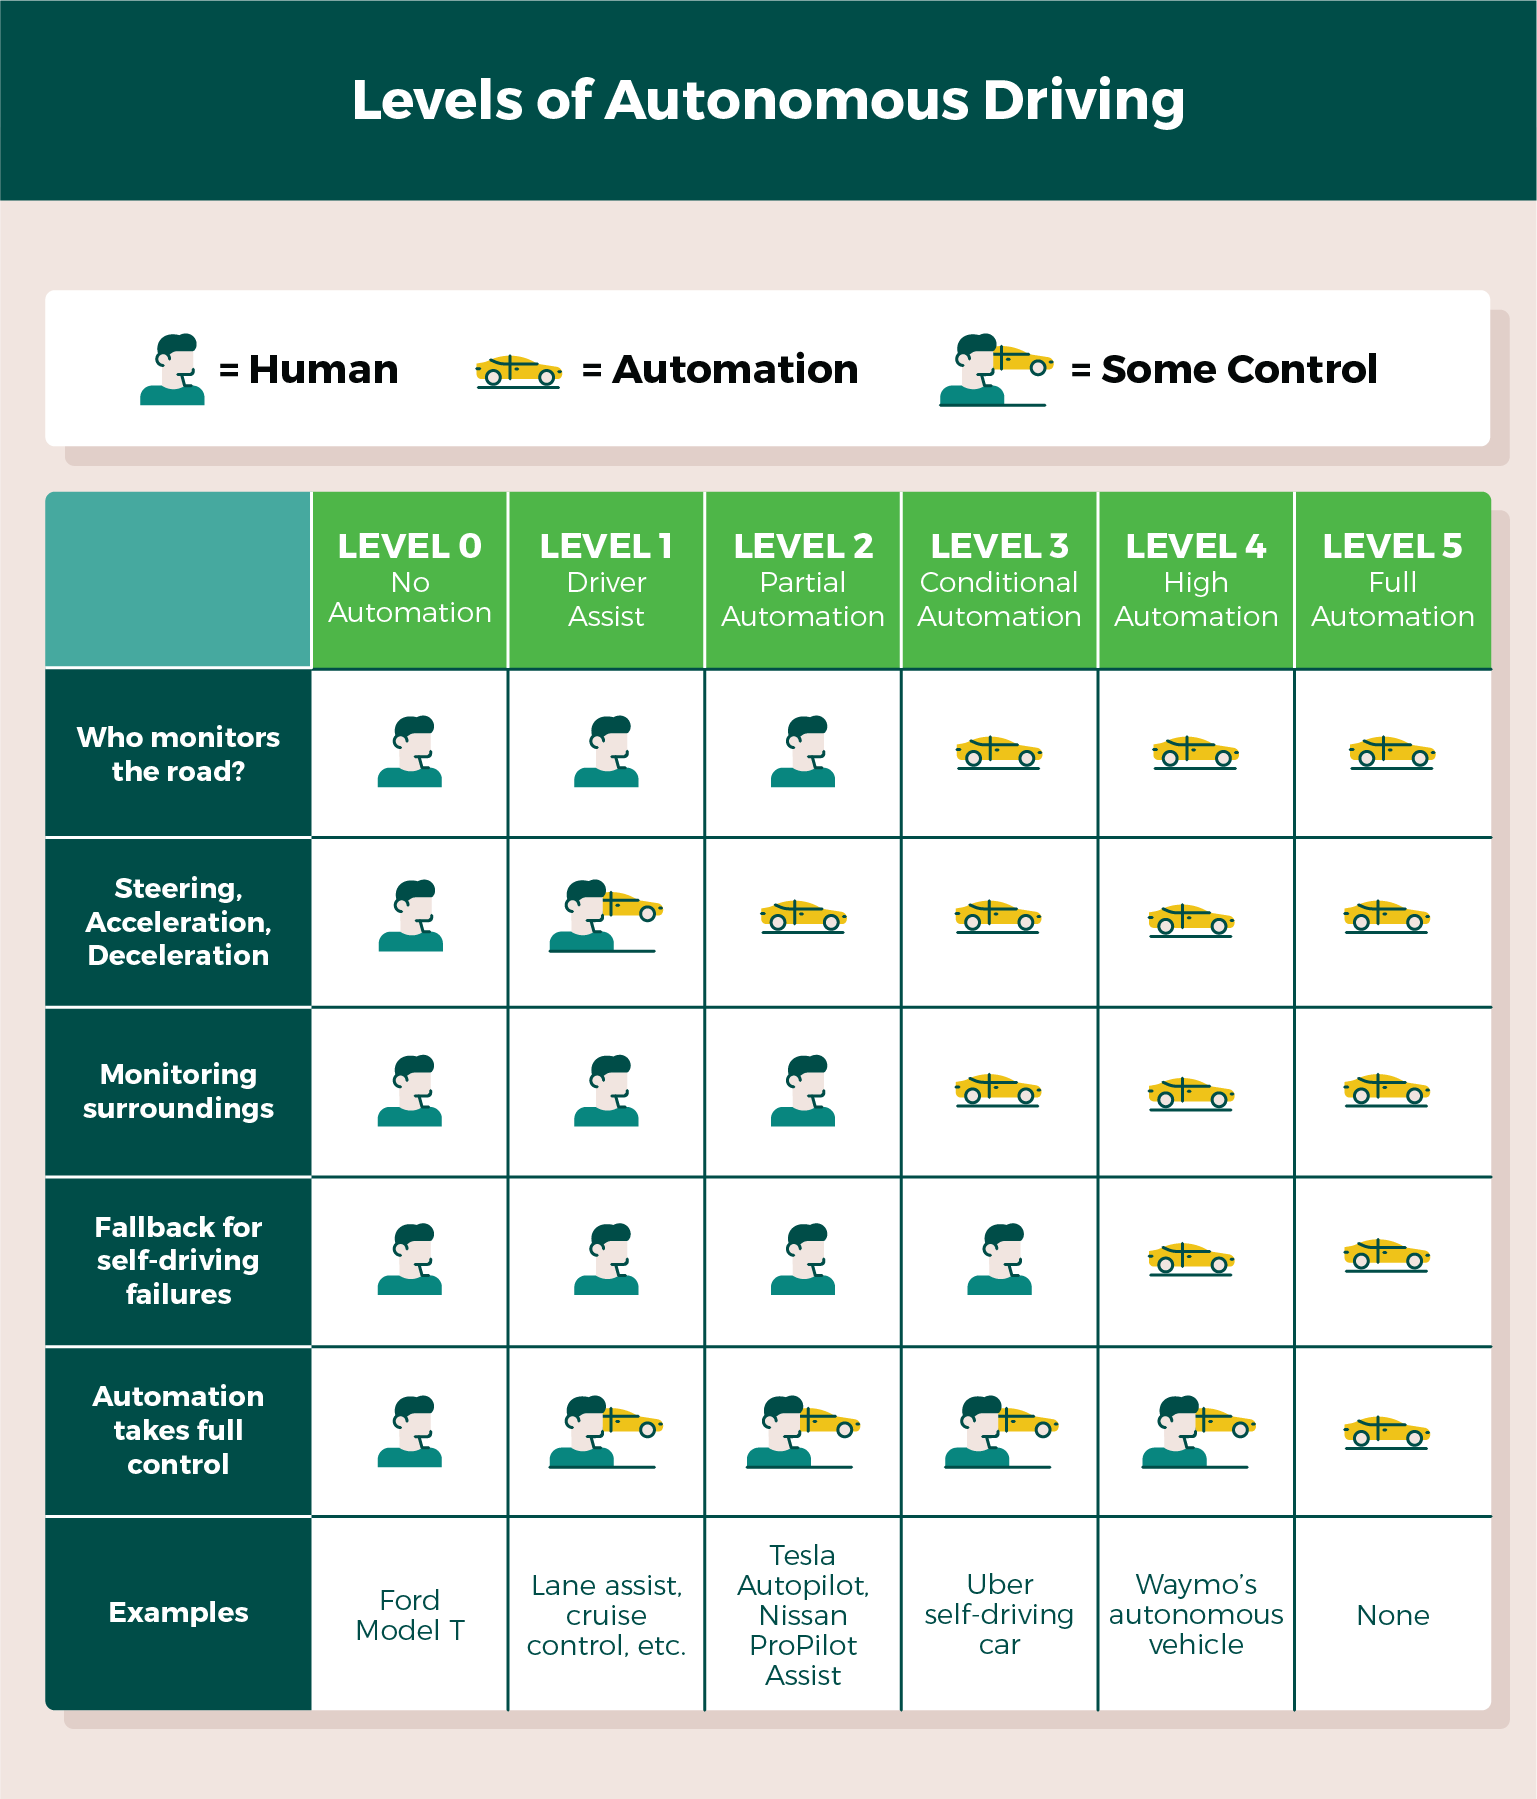 Levels of Autonomous Driving
= Human
= Automation
= Some Control
LEVEL 0
No
Automation
LEVEL 1
Driver
Assist
LEVEL 2
Partial
Automation
LEVEL 3
Conditional
Automation
LEVEL 4
High
Automation
LEVEL 5
Full
Automation
Who monitors
the road?
Steering,
Acceleration,
Deceleration
Monitoring
surroundings
Fallback for
self-driving
failures
Automation
takes full
control
Examples
Ford
Model T
Lane assist,
cruise
control, etc.
Tesla
Autopilot,
Nissan
ProPilot
Assist
Uber
self-driving
car
Waymo’s
autonomous
vehicle
None